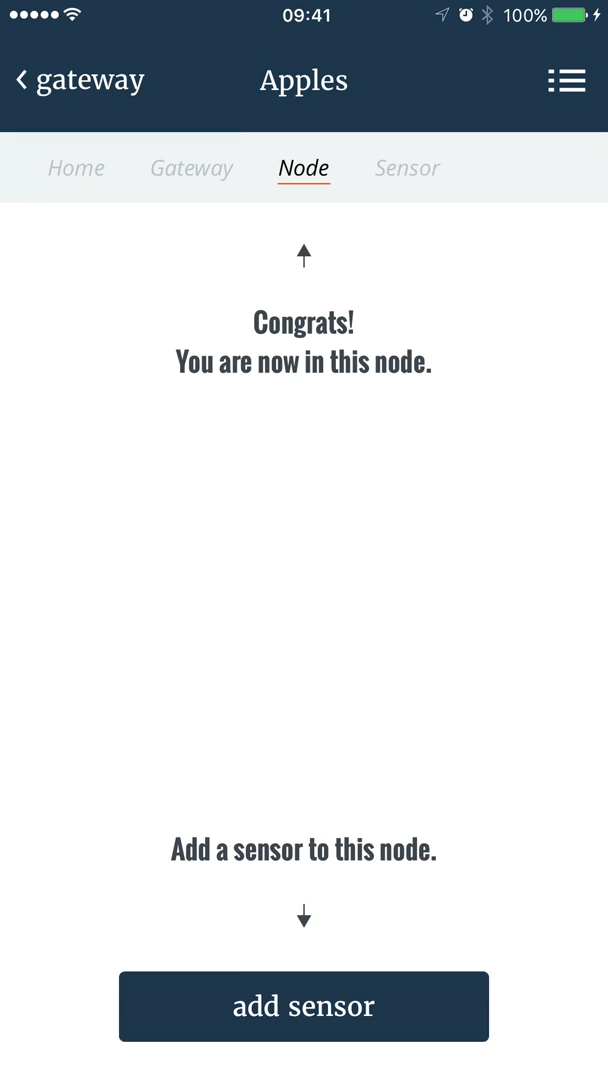 09:41 100%
gateway Apples
Home Gateway Node Sensor
Congrats!
You are now in this node.
Add a sensor to this node.
add sensor